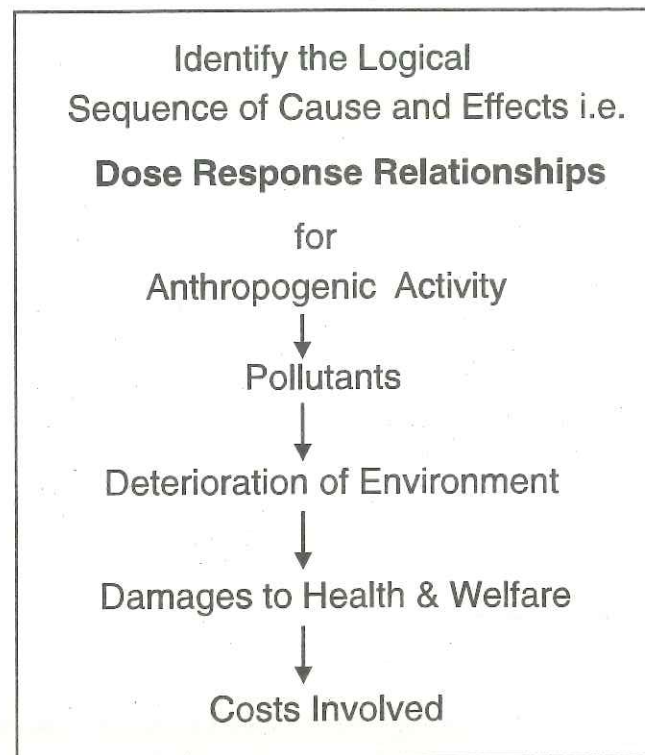 Identify the Logical
Sequence of Cause and Effects i.e.
Dose Response Relationships
for
Anthropogenic Activity
Pollutants
Deterioration of Environment
Damages to Health & Welfare
Costs Involved